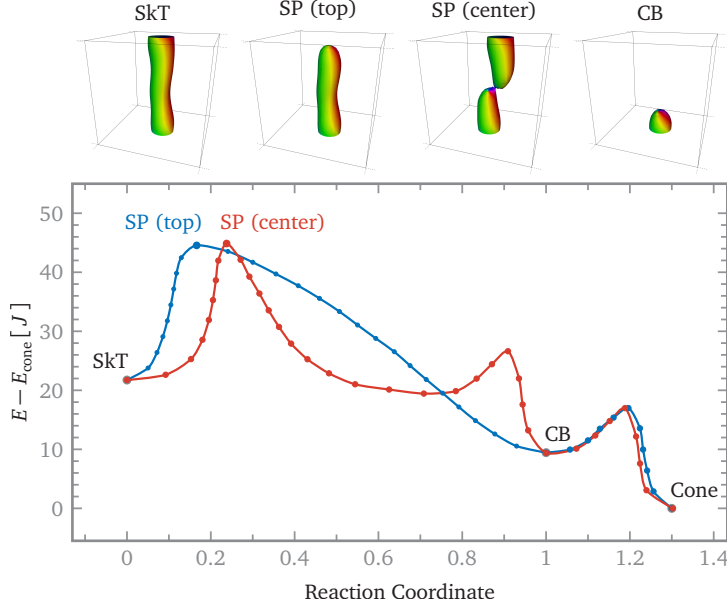 SkT
SP (top)
SP (center)
CB
SP (top)
SP (center)
SkT
CB
Cone
E − E_cone [ J ]
50
40
30
20
10
0
0
0.2
0.4
0.6
0.8
1
1.2
1.4
Reaction Coordinate